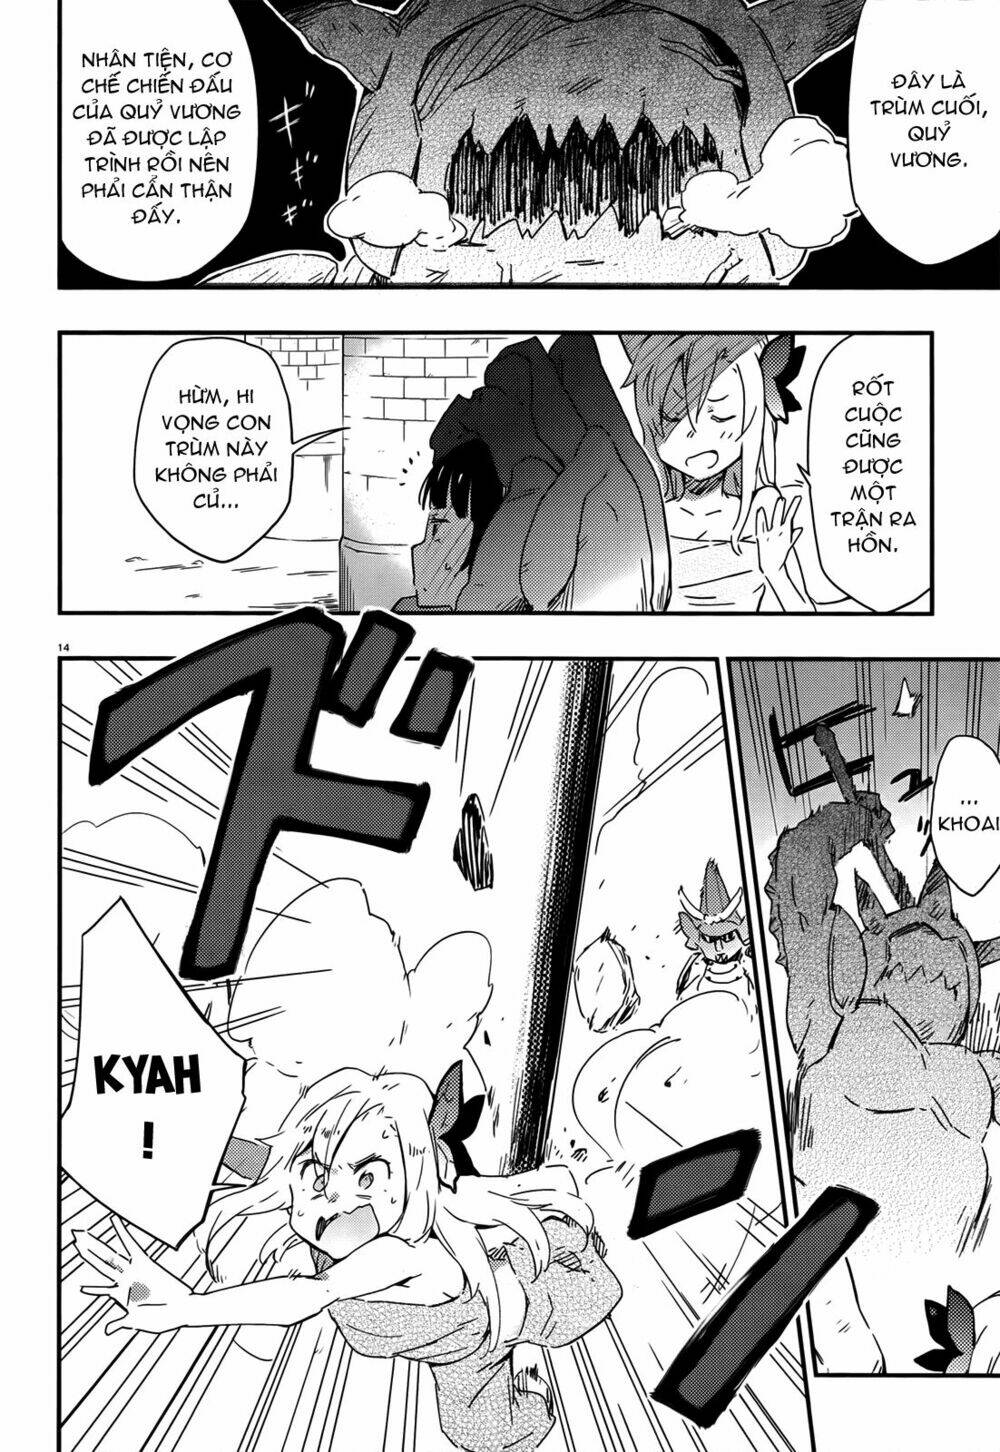 ĐÂY LÀ
TRÙM CUỐI,
QUỶ
VƯƠNG.
NHÂN TIỆN, CƠ
CHẾ CHIẾN ĐẤU
CỦA QUỶ VƯƠNG
ĐÃ ĐƯỢC LẬP
TRÌNH RỒI NÊN
PHẢI CẨN THẬN
ĐẤY.
RỐT
CUỘC
CŨNG
ĐƯỢC
MỘT
TRẬN RA
HỒN.
HỪM, HI
VỌNG CON
TRÙM NÀY
KHÔNG PHẢI
CỦ...
14
...
KHOAI
ドー
KYAH
!